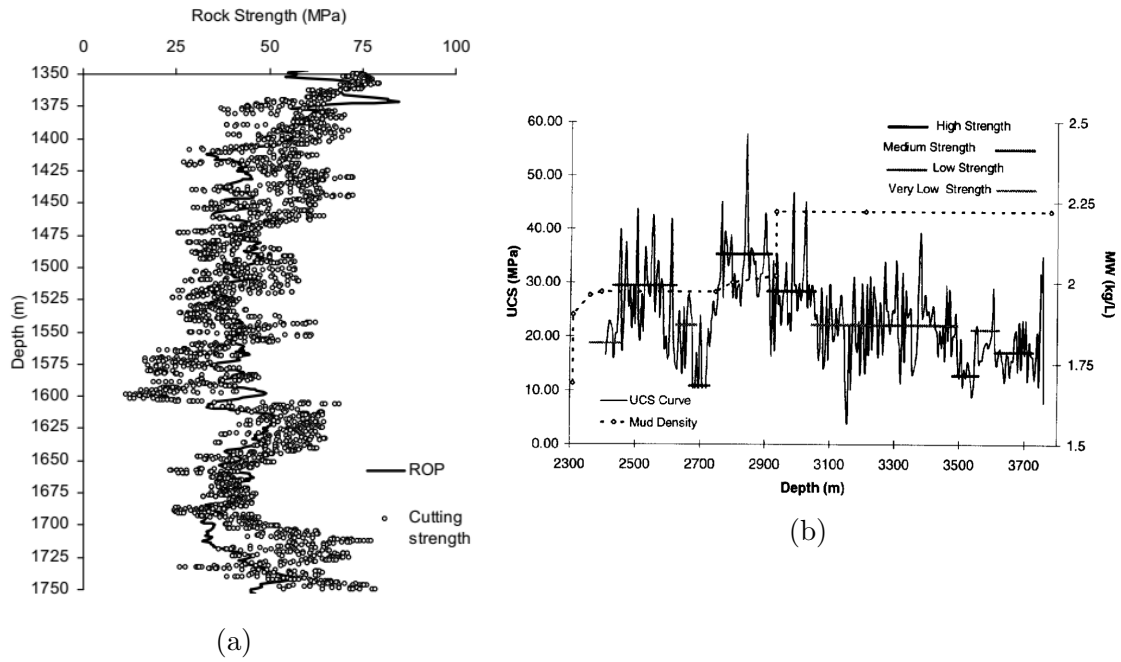 Rock Strength (MPa)
0 25 50 75 100
1350
1375
1400
1425
1450
1475
1500
1525
1550
1575
1600
1625
1650
1675
1700
1725
1750
Depth (m)
ROP
Cutting
strength
(a)
60.00
50.00
40.00
30.00
20.00
10.00
0.00
UCS (MPa)
High Strength
Medium Strength
Low Strength
Very Low Strength
UCS Curve
Mud Density
2.5
2.25
2
1.75
1.5
MW (kg/L)
2300 2500 2700 2900 3100 3300 3500 3700
Depth (m)
(b)